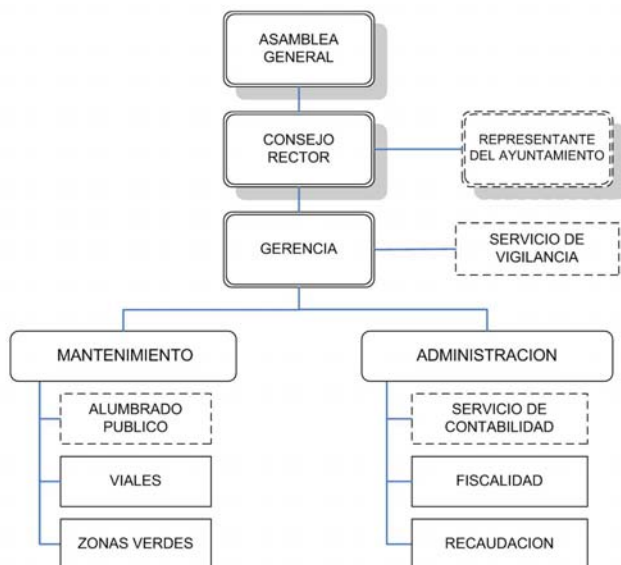 ASAMBLEA
GENERAL
CONSEJO
RECTOR
REPRESENTANTE
DEL AYUNTAMIENTO
GERENCIA
SERVICIO DE
VIGILANCIA
MANTENIMIENTO
ADMINISTRACION
ALUMBRADO
PUBLICO
SERVICIO DE
CONTABILIDAD
VIALES
FISCALIDAD
ZONAS VERDES
RECAUDACION